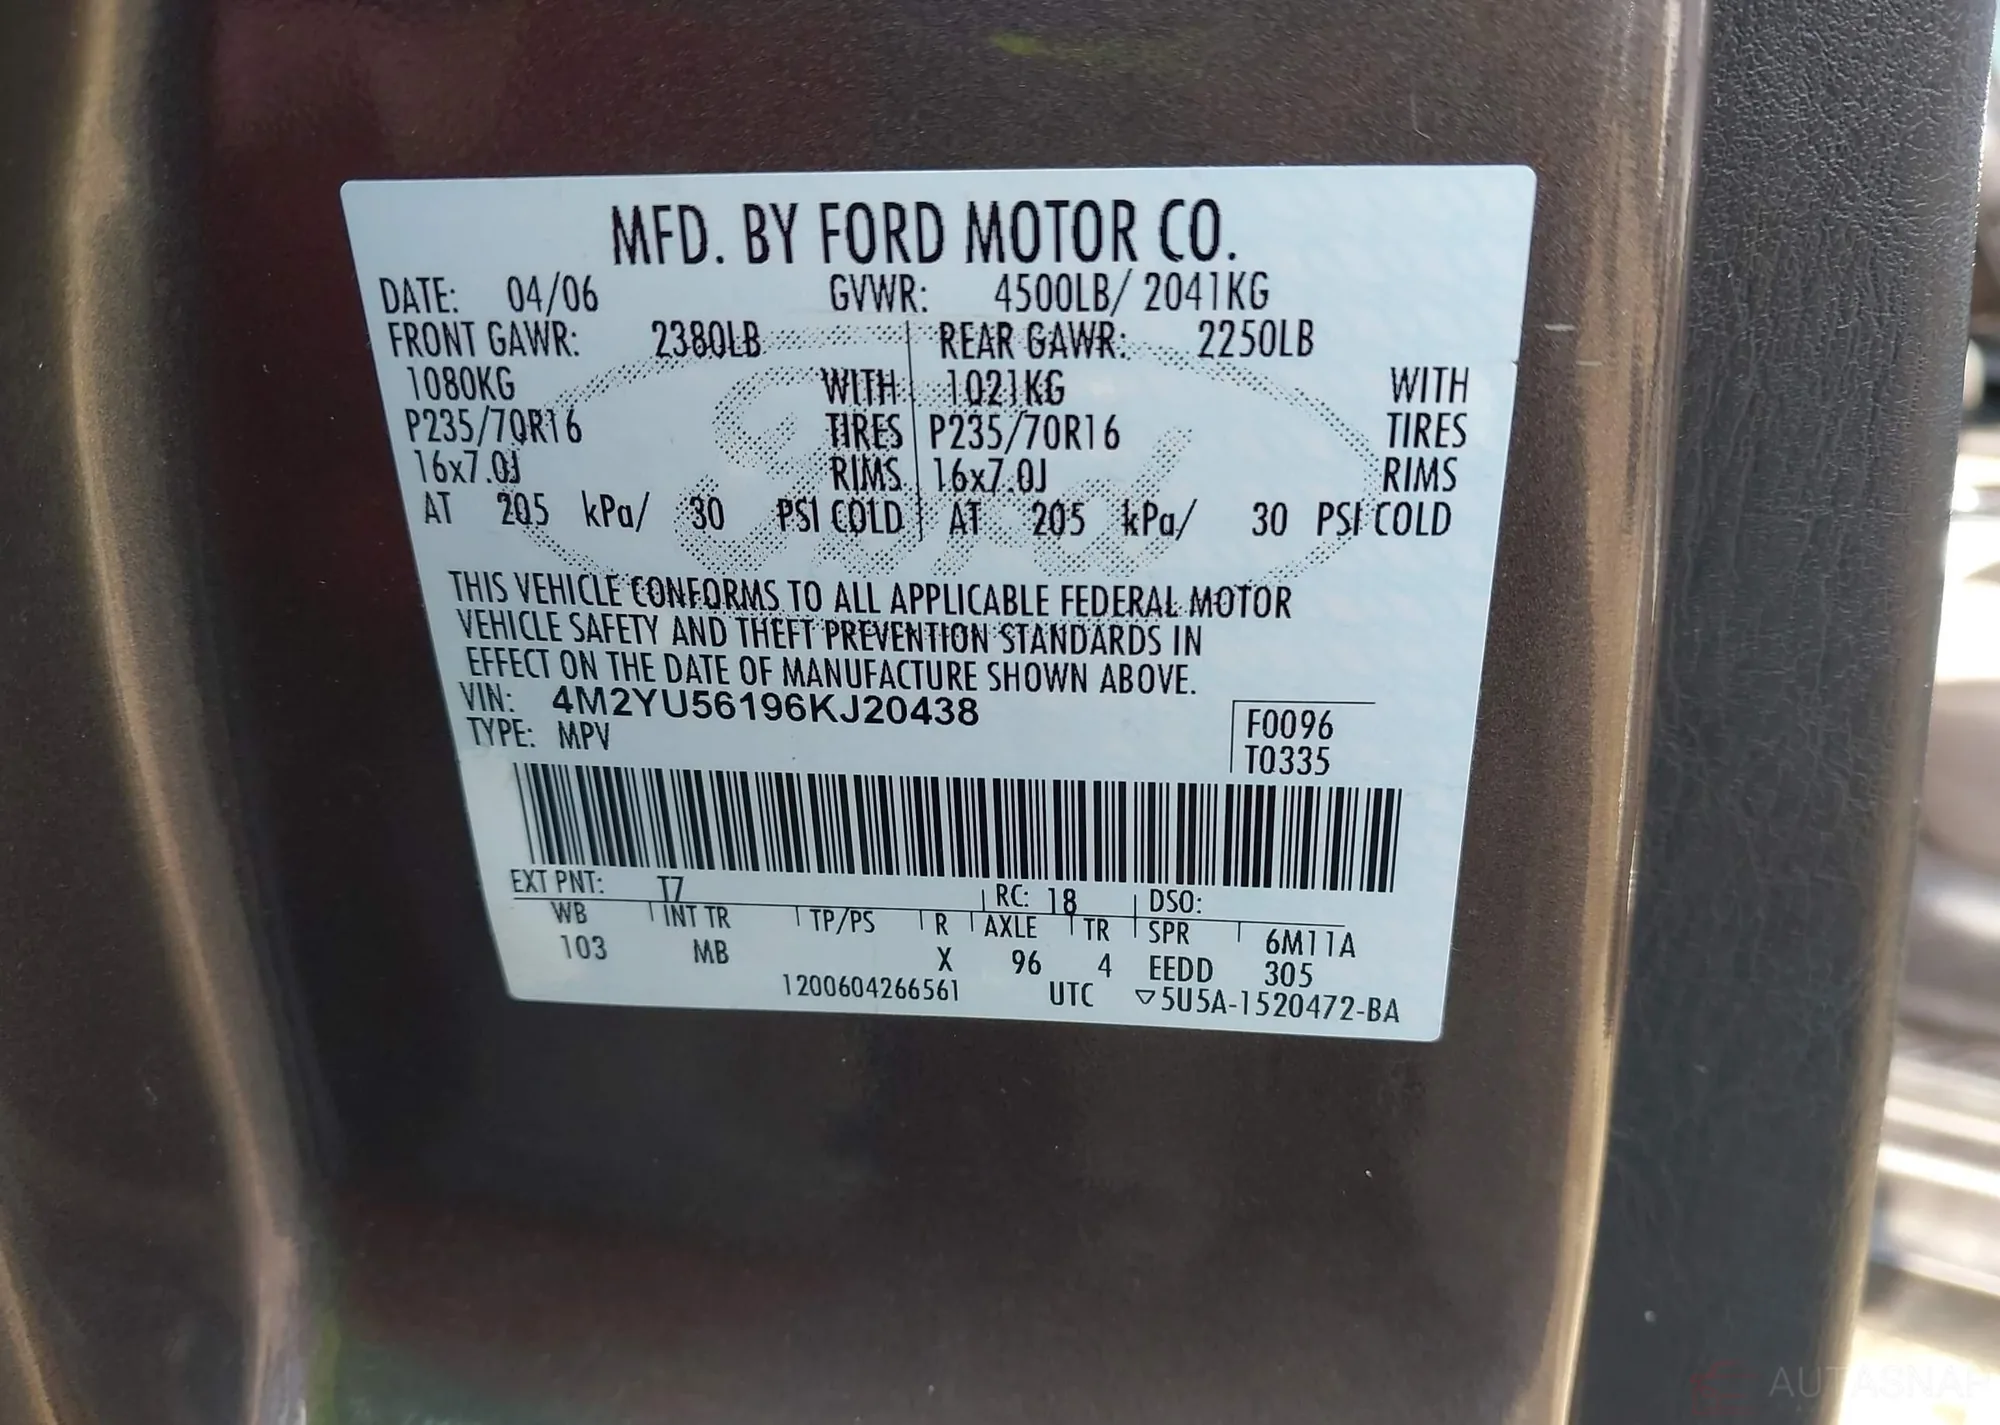 MFD. BY FORD MOTOR CO.
DATE: 04/06 GVWR: 4500LB/ 2041KG
FRONT GAWR: 2380LB REAR GAWR: 2250LB
1080KG WITH 1021KG WITH
P235/70R16 TIRES P235/70R16 TIRES
16x7.0J RIMS 16x7.0J RIMS
AT 205 kPa/ 30 PSI COLD AT 205 kPa/ 30 PSI COLD
Ford
THIS VEHICLE CONFORMS TO ALL APPLICABLE FEDERAL MOTOR
VEHICLE SAFETY AND THEFT PREVENTION STANDARDS IN
EFFECT ON THE DATE OF MANUFACTURE SHOWN ABOVE.
VIN: 4M2YU56196KJ20438
TYPE: MPV
F0096
T0335
EXT PNT: T7 RC: 18 DSO:
WB INT TR TP/PS R AXLE TR SPR 6M11A
103 MB X 96 4 EEDD 305
1200604266561 UTC ▽5U5A-1520472-BA
AUTASNAP